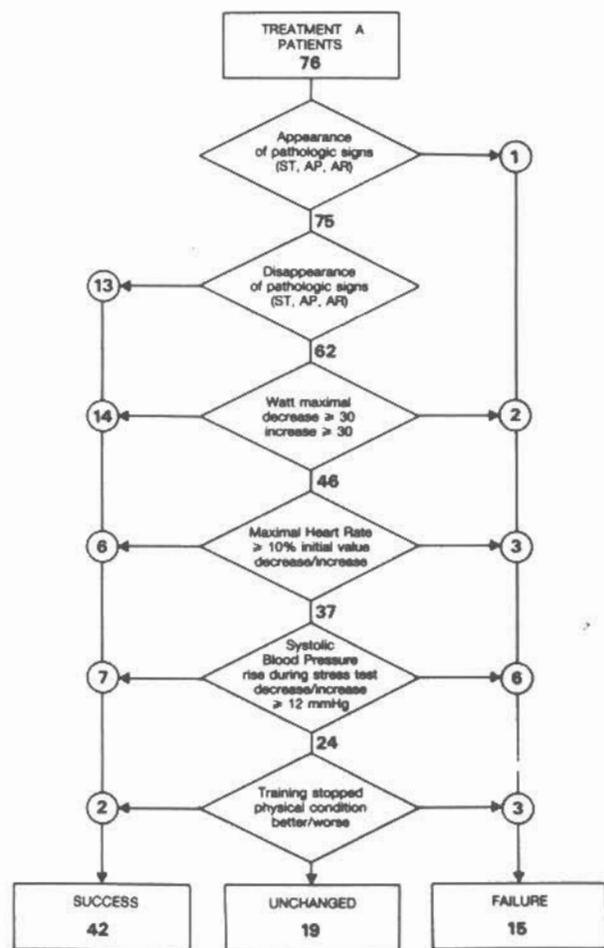 TREATMENT A
PATIENTS
76
Appearance
of pathologic signs
(ST, AP, AR)
1
75
Disappearance
of pathologic signs
(ST, AP, AR)
13
62
Watt maximal
decrease ≥ 30
increase ≥ 30
14
2
46
Maximal Heart Rate
≥ 10% initial value
decrease/increase
6
3
37
Systolic
Blood Pressure
rise during stress test
decrease/increase
≥ 12 mmHg
7
6
24
Training stopped
physical condition
better/worse
2
3
SUCCESS
42
UNCHANGED
19
FAILURE
15